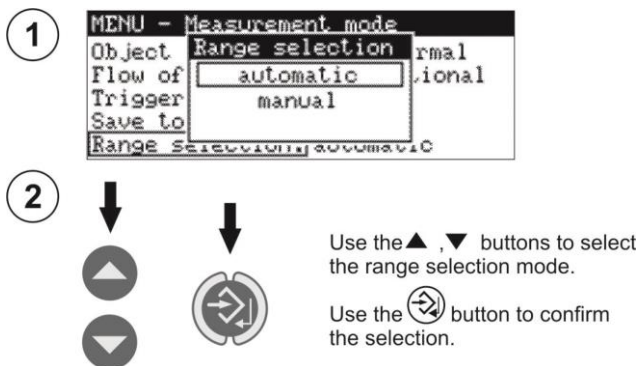 1
MENU - Measurement mode
Range selection
Object rmal
automatic
Flow of ional
manual
Trigger
Save to
Range selection: automatic
2
Use the ▲ ,▼ buttons to select
the range selection mode.
Use the button to confirm
the selection.